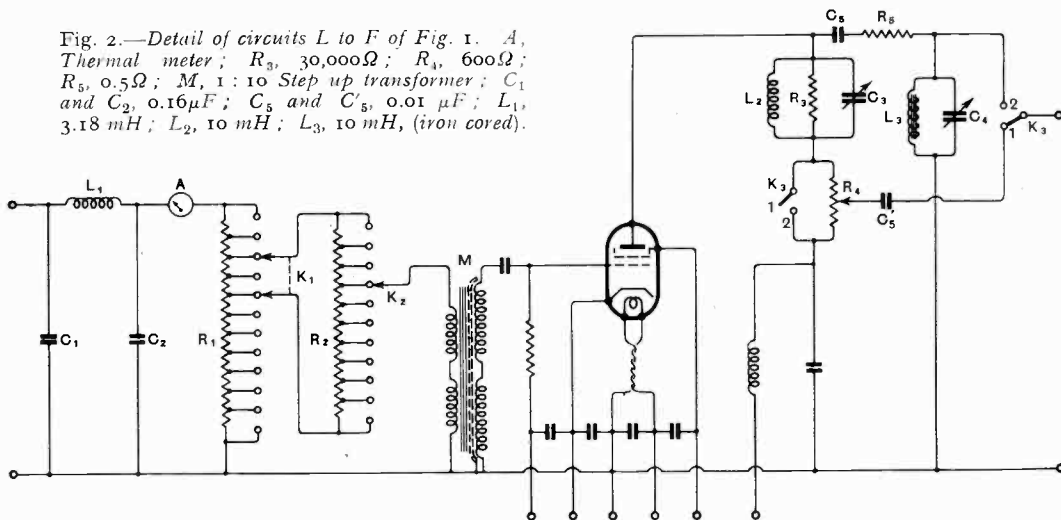 Fig. 2.—Detail of circuits L to F of Fig. 1. A,
Thermal meter; R₃, 30,000Ω; R₄, 600Ω;
R₅, 0.5Ω; M, 1 : 10 Step up transformer; C₁
and C₂, 0.16μF; C₅ and C'₅, 0.01 μF; L₁,
3.18 mH; L₂, 10 mH; L₃, 10 mH, (iron cored).
C₅ R₅
L₂ R₃ C₃ L₃ C₄ 2 1 K₃
K₃ 1 2 R₄ C'₅
L₁ A
M
K₁ K₂
C₁ C₂ R₁ R₂